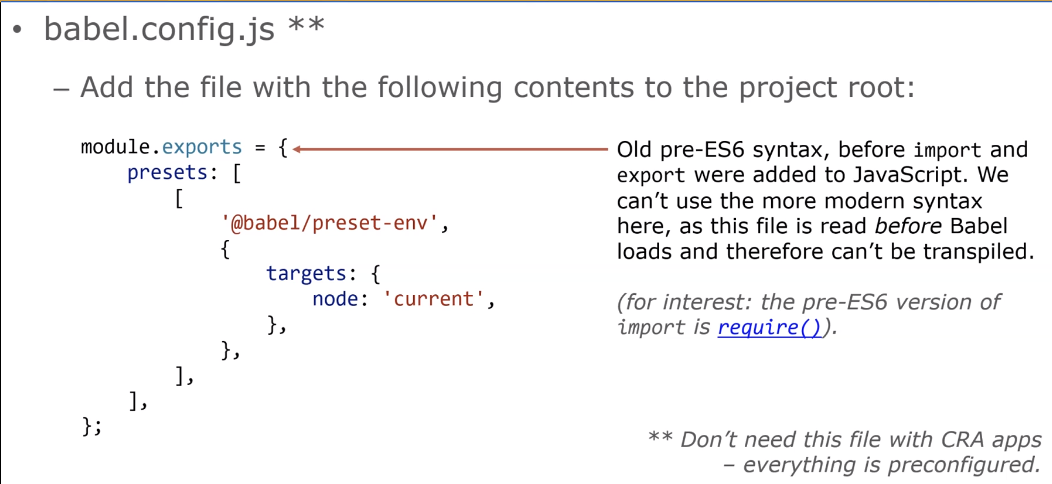 • babel.config.js **
– Add the file with the following contents to the project root:
module.exports = {
presets: [
[
'@babel/preset-env',
{
targets: {
node: 'current',
},
},
],
],
};
Old pre-ES6 syntax, before import and
export were added to JavaScript. We
can't use the more modern syntax
here, as this file is read before Babel
loads and therefore can't be transpiled.
(for interest: the pre-ES6 version of
import is require()).
** Don't need this file with CRA apps
– everything is preconfigured.